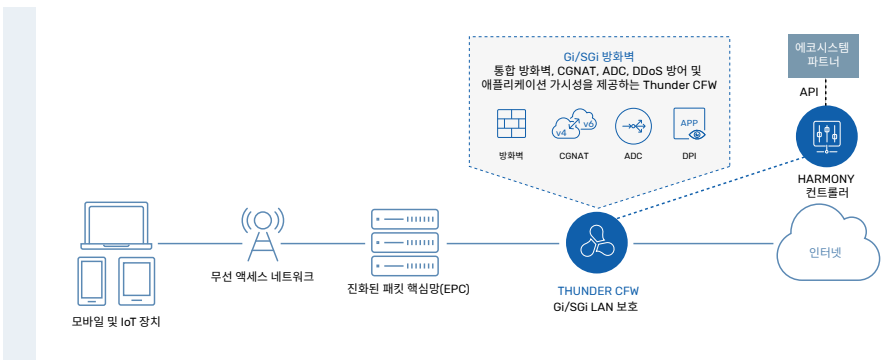 Gi/SGi 방화벽
통합 방화벽, CGNAT, ADC, DDoS 방어 및
애플리케이션 가시성을 제공하는 Thunder CFW
v4
v6
APP
방화벽
CGNAT
ADC
DPI
에코시스템
파트너
API
HARMONY
컨트롤러
모바일 및 IoT 장치
무선 액세스 네트워크
진화된 패킷 핵심망(EPC)
THUNDER CFW
Gi/SGi LAN 보호
인터넷